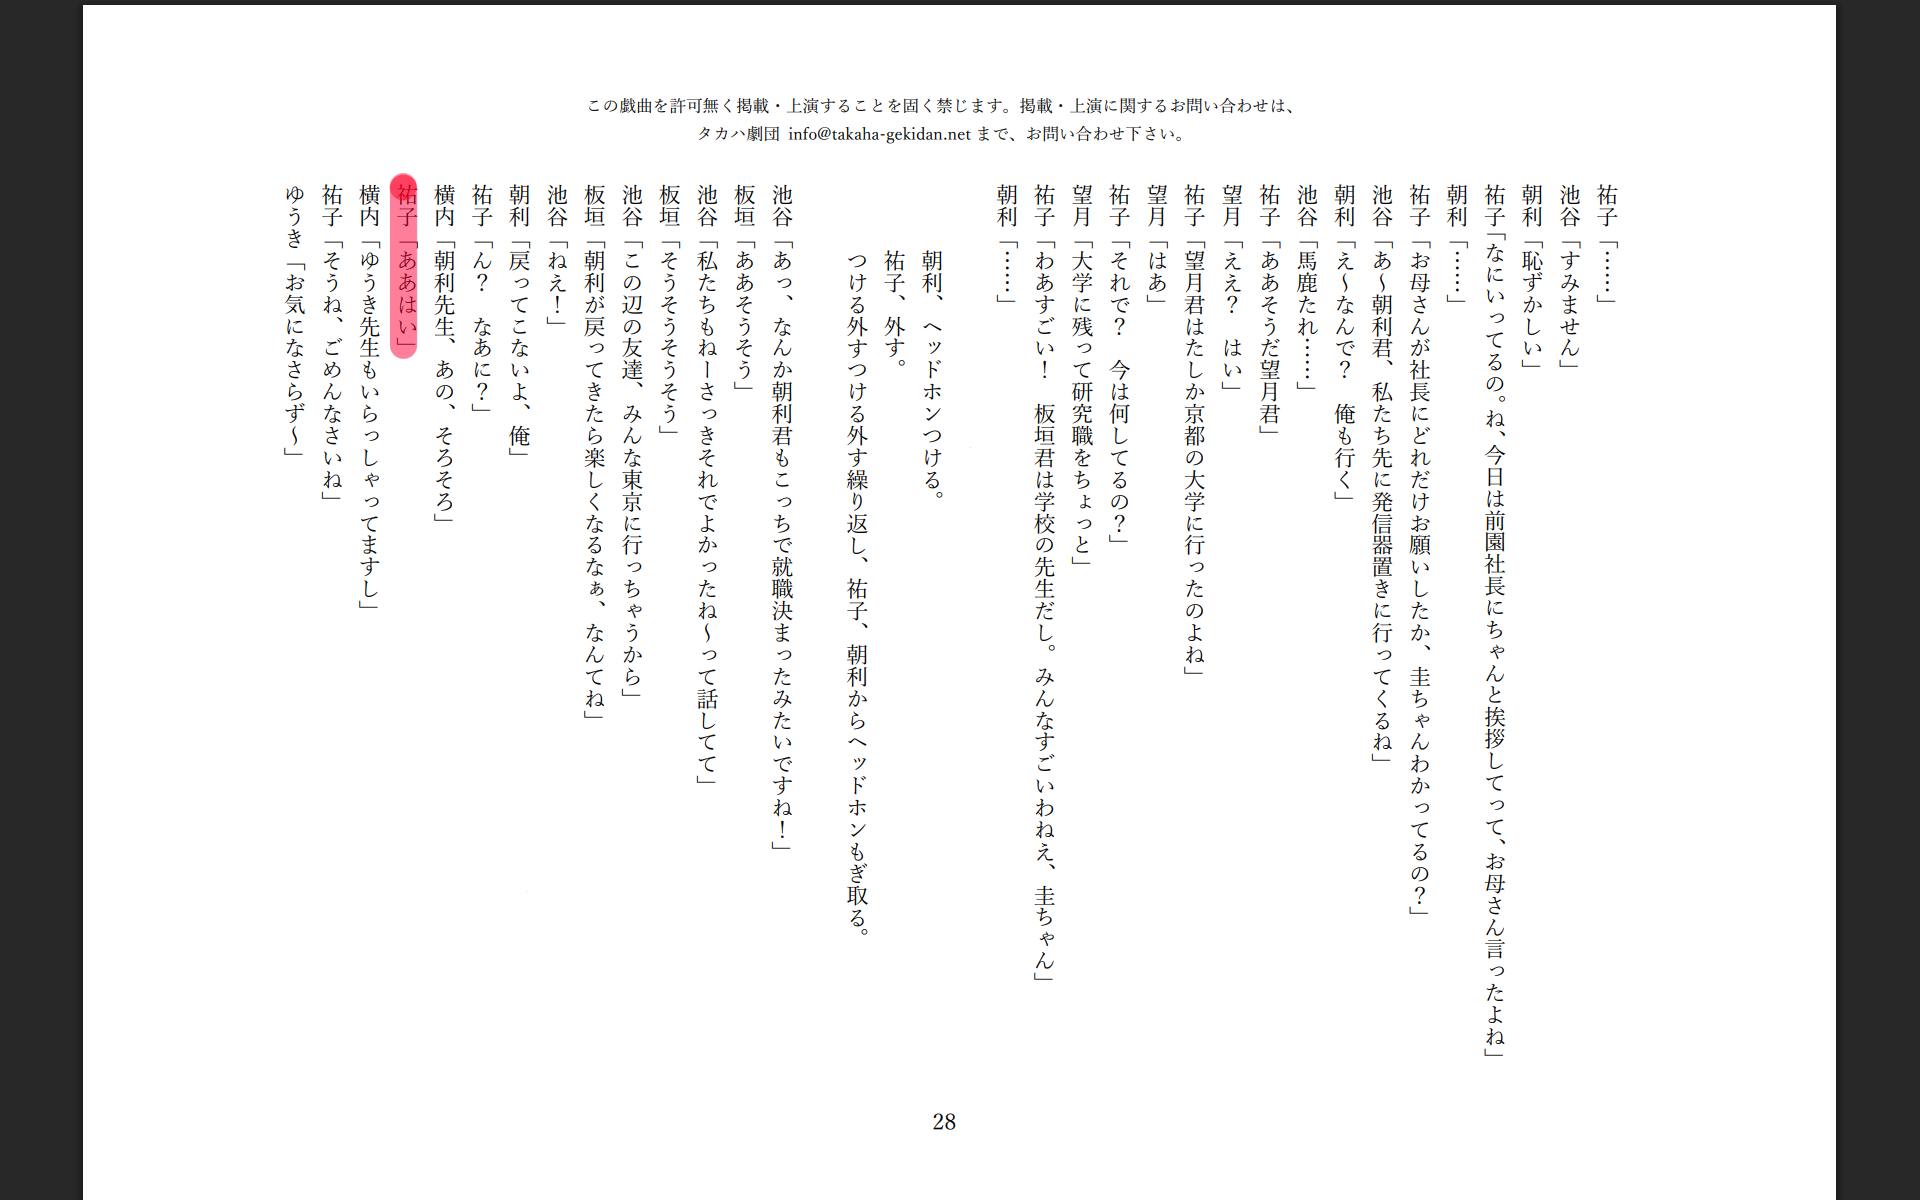 この戯曲を許可無く掲載・上演することを固く禁じます。掲載・上演に関するお問い合わせは、
タカハ劇団 info@takaha-gekidan.net まで、お問い合わせ下さい。
祐子「……」
池谷「すみません」
朝利「恥ずかしい」
祐子「なにいってるの。ね、今日は前園社長にちゃんと挨拶してって、お母さん言ったよね」
朝利「……」
祐子「お母さんが社長にどれだけお願いしたか、圭ちゃんわかってるの？」
池谷「あ～朝利君、私たち先に発信器置きに行ってくるね」
朝利「え～なんで？　俺も行く」
池谷「馬鹿たれ……」
祐子「ああそうだ望月君」
望月「ええ？　はい」
祐子「望月君はたしか京都の大学に行ったのよね」
望月「はあ」
祐子「それで？　今は何してるの？」
望月「大学に残って研究職をちょっと」
祐子「わあすごい！　板垣君は学校の先生だし。みんなすごいわねえ、圭ちゃん」
朝利「……」
朝利、ヘッドホンつける。
祐子、外す。
つける外すつける外す繰り返し、祐子、朝利からヘッドホンもぎ取る。
池谷「あっ、なんか朝利君もこっちで就職決まったみたいですね！」
板垣「ああそうそう」
池谷「私たちもねーさっきそれでよかったね～って話してて」
板垣「そうそうそうそう」
池谷「この辺の友達、みんな東京に行っちゃうから」
板垣「朝利が戻ってきたら楽しくなるなぁ、なんてね」
池谷「ねえ！」
朝利「戻ってこないよ、俺」
祐子「ん？　なあに？」
横内「朝利先生、あの、そろそろ」
祐子「ああはい」
横内「ゆうき先生もいらっしゃってますし」
祐子「そうね、ごめんなさいね」
ゆうき「お気になさらず～」
28